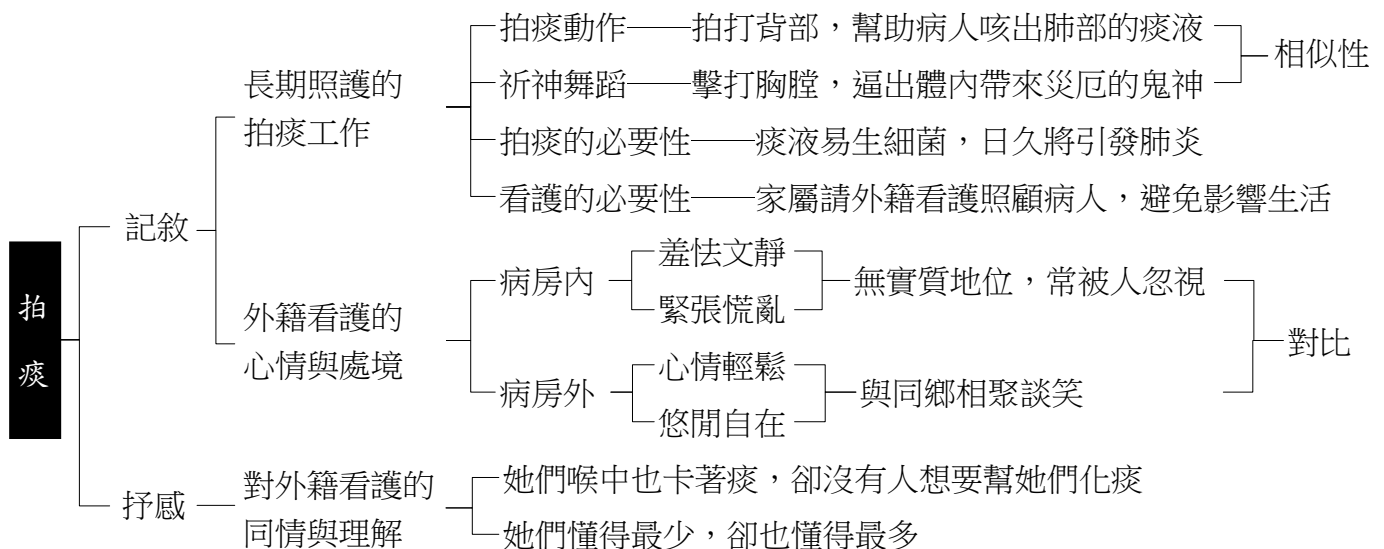 拍痰
記敘
長期照護的
拍痰工作
拍痰動作——拍打背部，幫助病人咳出肺部的痰液
祈神舞蹈——擊打胸膛，逼出體內帶來災厄的鬼神
相似性
拍痰的必要性——痰液易生細菌，日久將引發肺炎
看護的必要性——家屬請外籍看護照顧病人，避免影響生活
外籍看護的
心情與處境
病房內
羞怯文靜
緊張慌亂
無實質地位，常被人忽視
病房外
心情輕鬆
悠閒自在
與同鄉相聚談笑
對比
抒感
對外籍看護的
同情與理解
她們喉中也卡著痰，卻沒有人想要幫她們化痰
她們懂得最少，卻也懂得最多